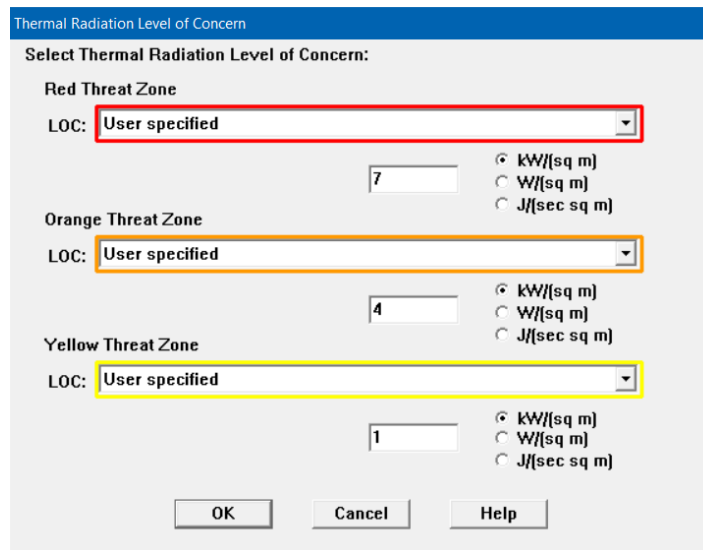 Thermal Radiation Level of Concern
Select Thermal Radiation Level of Concern:
Red Threat Zone
LOC: User specified
7
kW/(sq m)
W/(sq m)
J/(sec sq m)
Orange Threat Zone
LOC: User specified
4
kW/(sq m)
W/(sq m)
J/(sec sq m)
Yellow Threat Zone
LOC: User specified
1
kW/(sq m)
W/(sq m)
J/(sec sq m)
OK Cancel Help